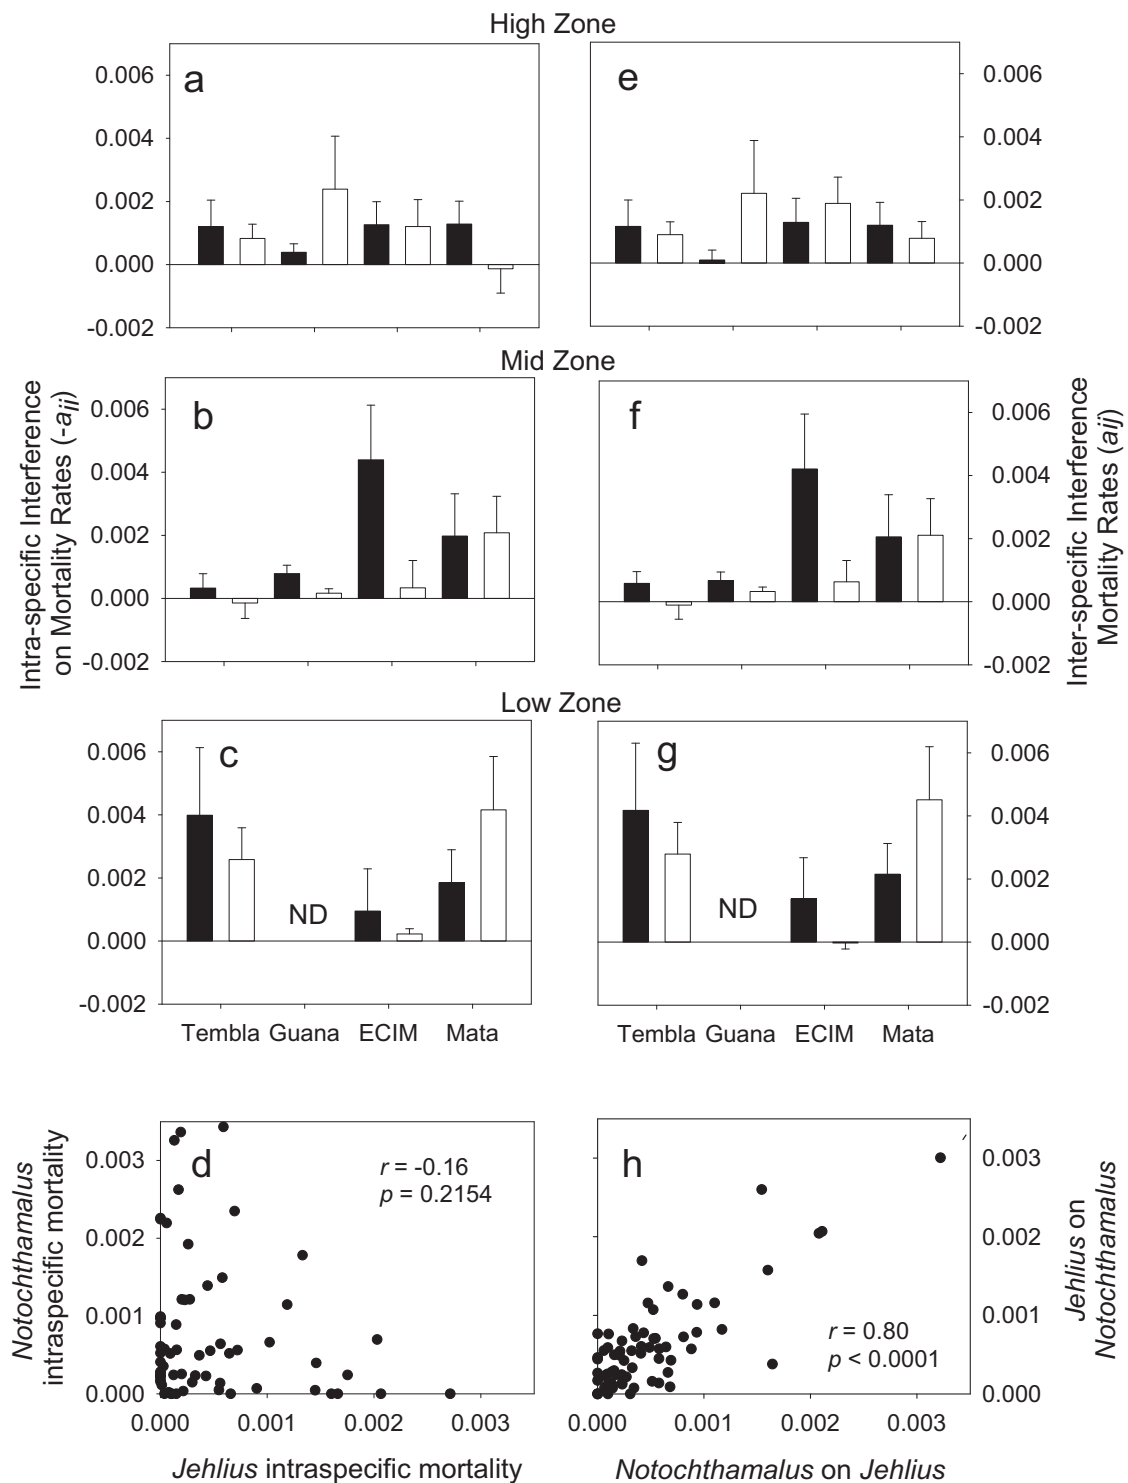 High Zone
a
0.006
0.004
0.002
0.000
-0.002
e
0.006
0.004
0.002
0.000
-0.002
Mid Zone
b
0.006
0.004
0.002
0.000
-0.002
f
0.006
0.004
0.002
0.000
-0.002
Intra-specific Interference
on Mortality Rates (-aii)
Inter-specific Interference
Mortality Rates (aij)
Low Zone
c
0.006
0.004
0.002
0.000
-0.002
ND
Tembla Guana ECIM Mata
g
0.006
0.004
0.002
0.000
-0.002
ND
Tembla Guana ECIM Mata
d
r = -0.16
p = 0.2154
Notochthamalus
intraspecific mortality
0.003
0.002
0.001
0.000
0.000 0.001 0.002 0.003
Jehlius intraspecific mortality
h
r = 0.80
p < 0.0001
0.003
0.002
0.001
0.000
Jehlius on
Notochthamalus
0.000 0.001 0.002 0.003
Notochthamalus on Jehlius